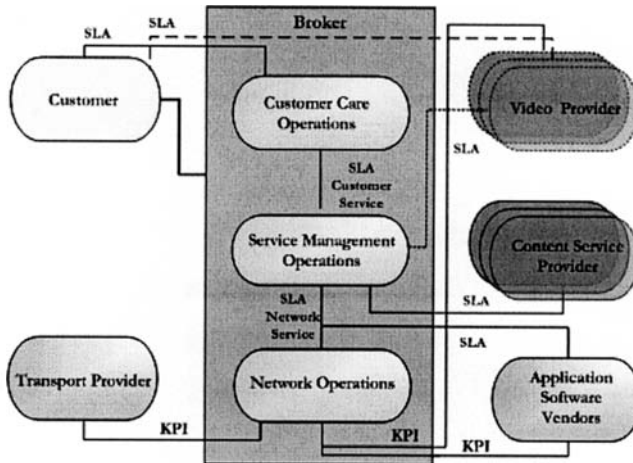 Broker
SLA
SLA
Customer
Customer Care
Operations
Video Provider
SLA
SLA
Customer
Service
Service Management
Operations
Content Service
Provider
SLA
Network
Service
SLA
SLA
Transport Provider
Network Operations
Application
Software
Vendors
KPI
KPI
KPI